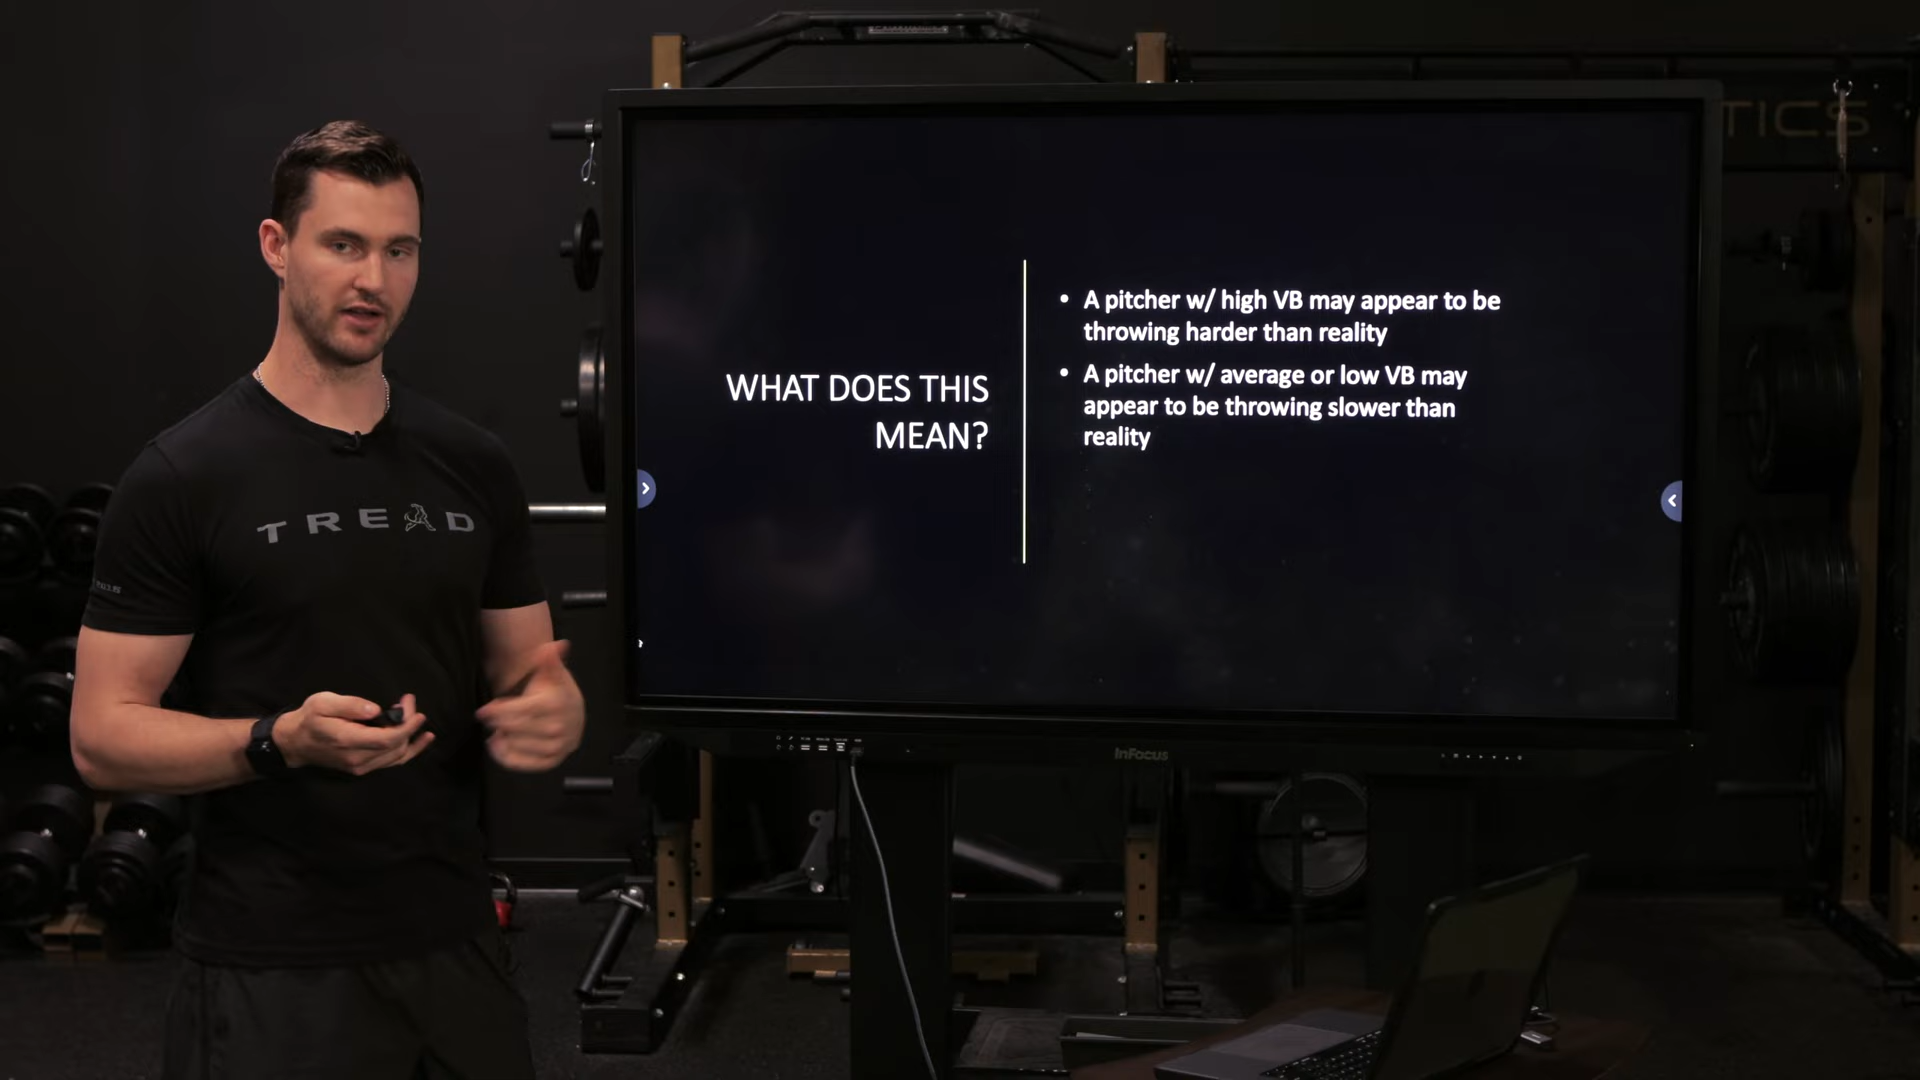 TICS
WHAT DOES THIS
MEAN?
• A pitcher w/ high VB may appear to be
throwing harder than reality
• A pitcher w/ average or low VB may
appear to be throwing slower than
reality
TREAD
InFocus